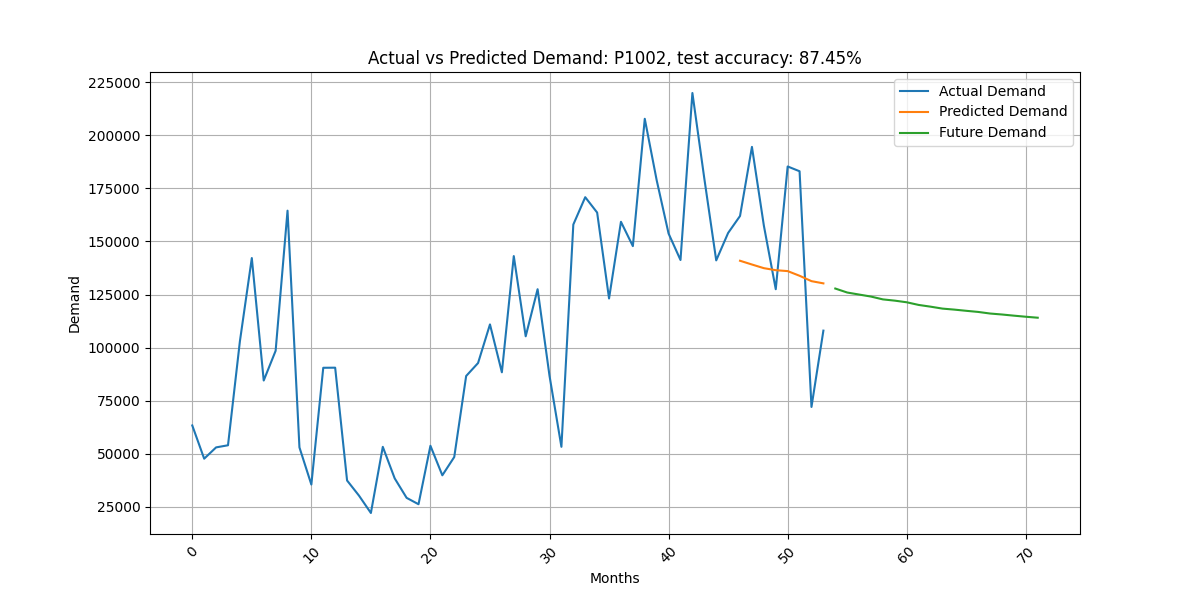 Actual vs Predicted Demand: P1002, test accuracy: 87.45%
225000
200000
175000
150000
125000
100000
75000
50000
25000
Demand
Actual Demand
Predicted Demand
Future Demand
0
10
20
30
40
50
60
70
Months